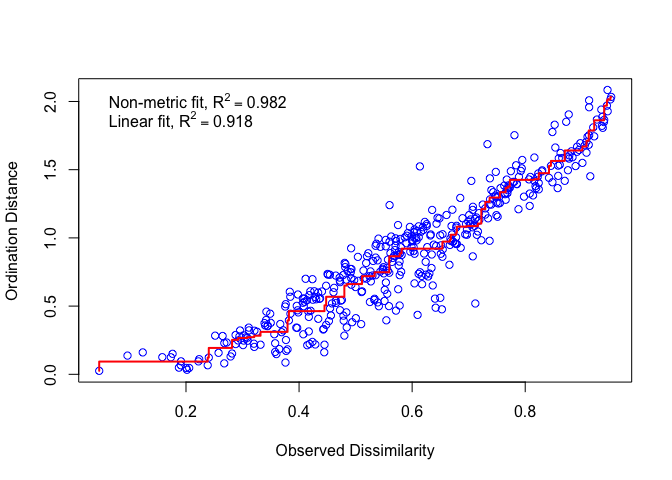 Non-metric fit, R² = 0.982
Linear fit, R² = 0.918
2.0
1.5
1.0
0.5
0.0
Ordination Distance
0.2 0.4 0.6 0.8
Observed Dissimilarity